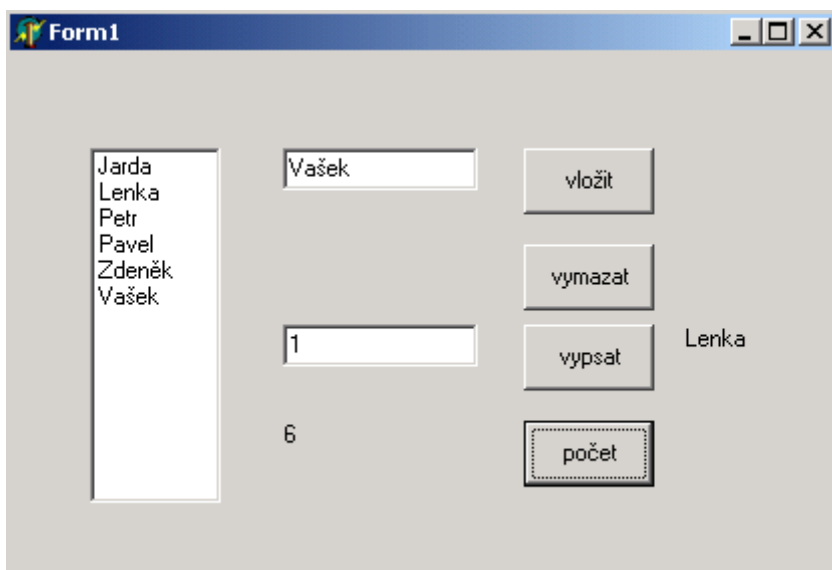 Form1
Jarda
Lenka
Petr
Pavel
Zdeněk
Vašek
Vašek
vložit
vymazat
1
vypsat
Lenka
6
počet